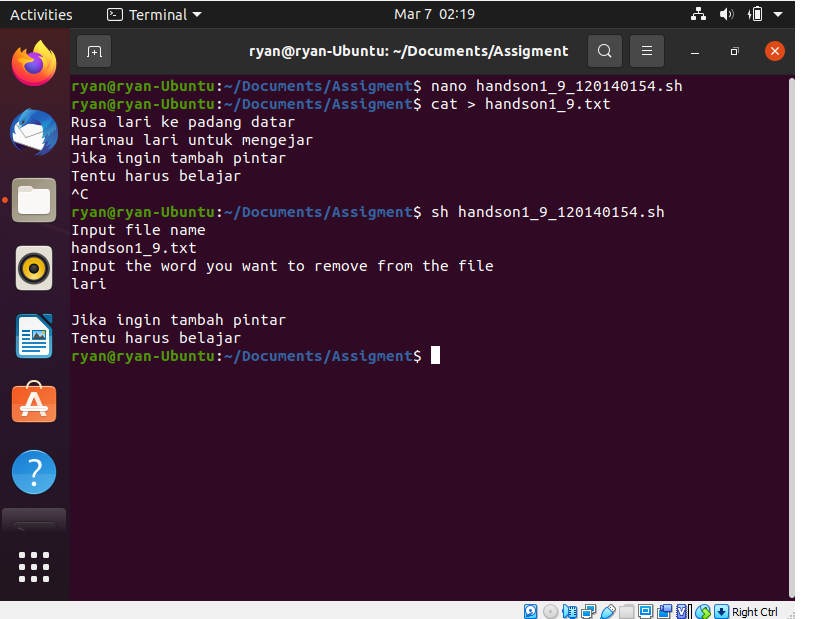 Activities Terminal Mar 7 02:19
ryan@ryan-Ubuntu: ~/Documents/Assigment
ryan@ryan-Ubuntu:~/Documents/Assigment$ nano handson1_9_120140154.sh
ryan@ryan-Ubuntu:~/Documents/Assigment$ cat > handson1_9.txt
Rusa lari ke padang datar
Harimau lari untuk mengejar
Jika ingin tambah pintar
Tentu harus belajar
^C
ryan@ryan-Ubuntu:~/Documents/Assigment$ sh handson1_9_120140154.sh
Input file name
handson1_9.txt
Input the word you want to remove from the file
lari
Jika ingin tambah pintar
Tentu harus belajar
ryan@ryan-Ubuntu:~/Documents/Assigment$
Right Ctrl